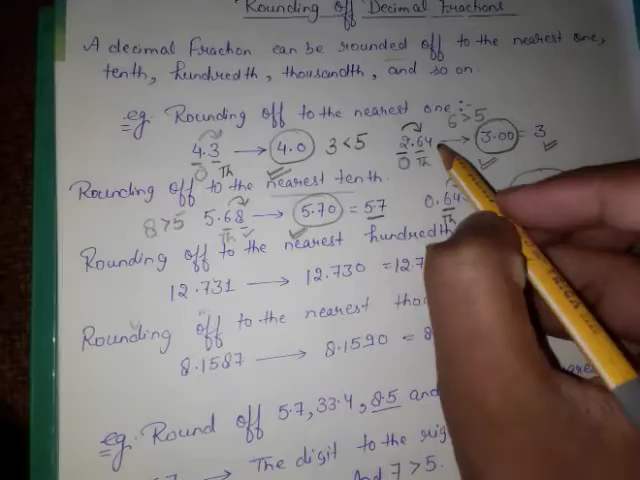 Rounding off Decimal Fractions
A decimal fraction can be rounded off to the nearest one,
tenth, hundredth, thousandth, and so on.
eg. Rounding off to the nearest one :-
4.3 → 4.0 3 < 5 2.64 → 3.00 = 3
6 > 5
O Th O Th
Rounding off to the nearest tenth.
8 > 5 5.68 → 5.70 = 5.7 0.64
Th Th
Rounding off to the nearest hundredth
12.731 → 12.730 = 12.7
Rounding off to the nearest tho
8.1587 → 8.1590 = 8
eg. Round off 5.7, 33.4, 8.5 and
→ The digit to the rig
And 7 > 5.